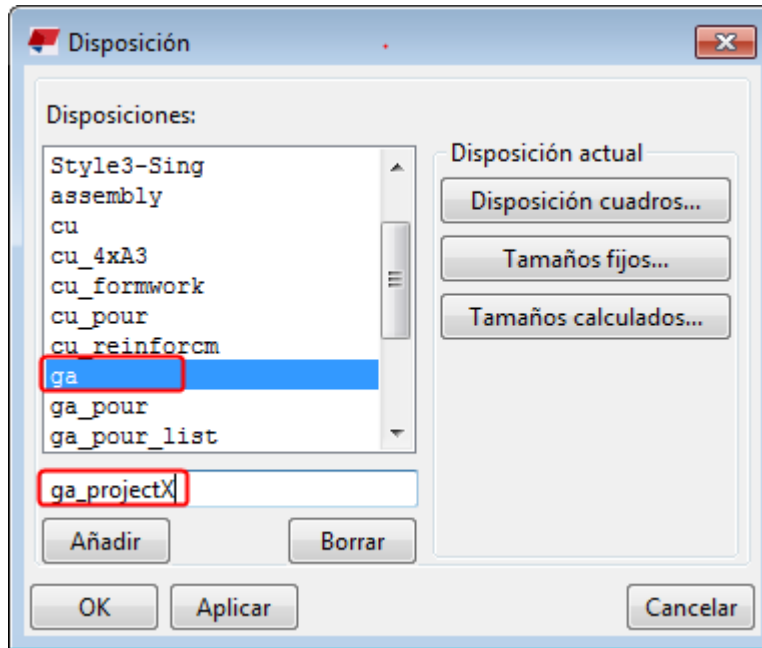 Disposición
Disposiciones:
Style3-Sing
assembly
cu
cu_4xA3
cu_formwork
cu_pour
cu_reinforcm
ga
ga_pour
ga_pour_list
ga_projectX
Añadir
Borrar
Disposición actual
Disposición cuadros...
Tamaños fijos...
Tamaños calculados...
OK
Aplicar
Cancelar